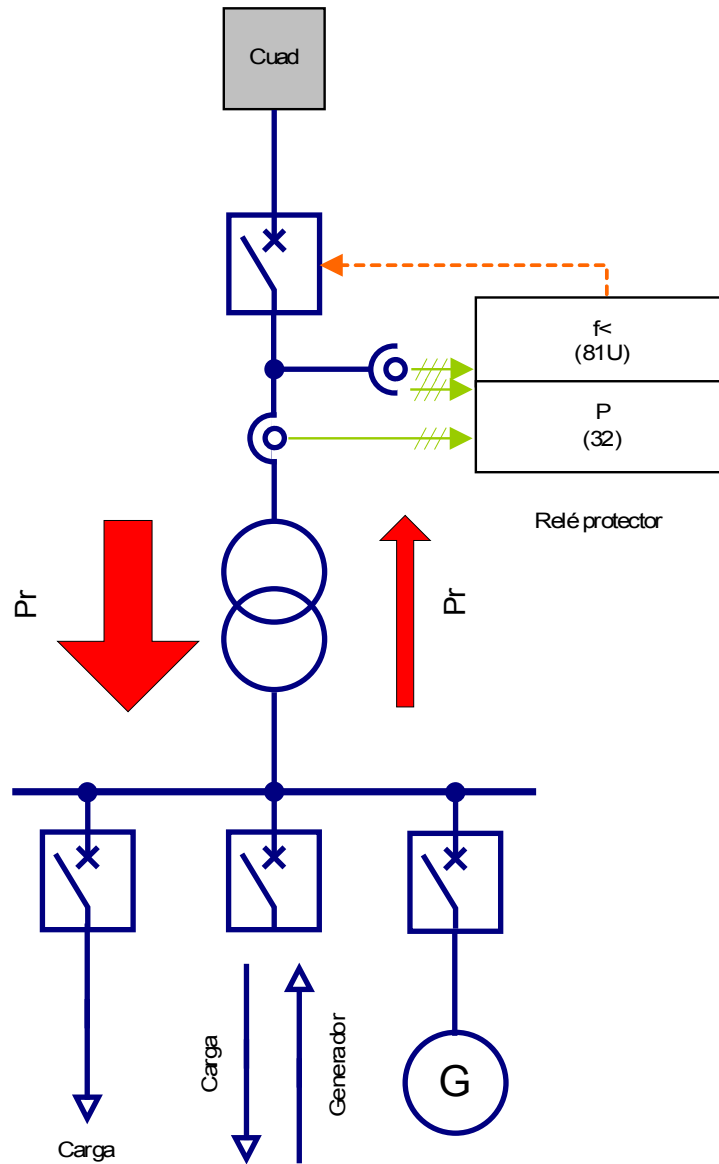 Cuad
f<
(81U)
P
(32)
Relé protector
Pr
Pr
Carga
Generador
G
Carga